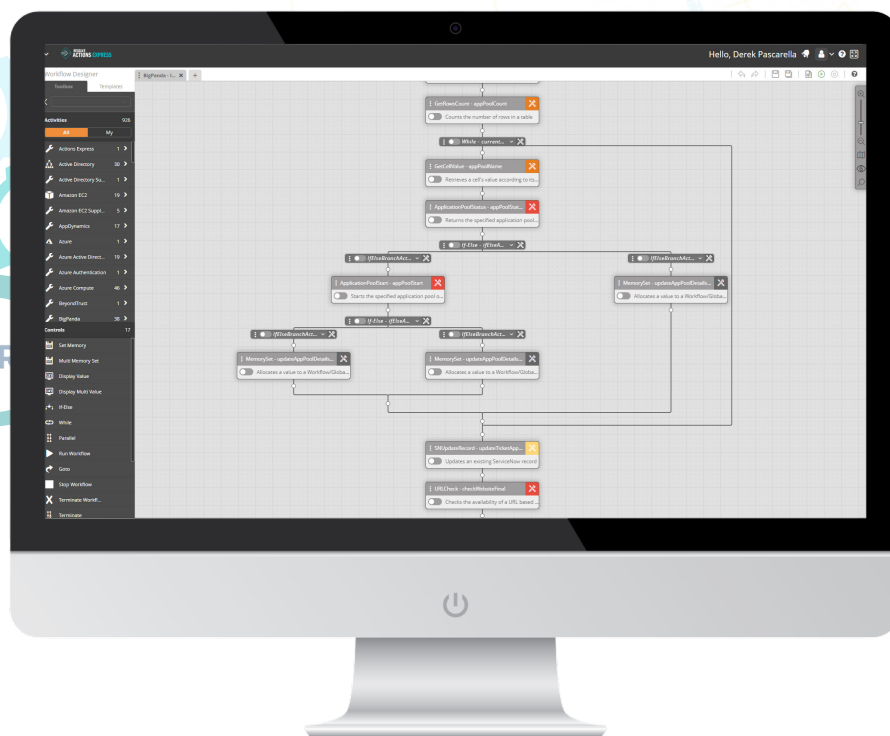 ACTIONS EXPRESS
Hello, Derek Pascarella
Workflow Designer
BigPanda - I...
Toolbox
Templates
Activities 926
All
My
Actions Express 1
Active Directory 30
Active Directory Su... 1
Amazon EC2 19
Amazon EC2 Suppl... 5
AppDynamics 17
Azure 1
Azure Active Direct... 19
Azure Authentication 1
Azure Compute 46
BeyondTrust 1
BigPanda 38
Controls 17
Set Memory
Multi Memory Set
Display Value
Display Multi Value
If-Else
While
Parallel
Run Workflow
Goto
Stop Workflow
Terminate Workfl...
Terminate
GetRowsCount - appPoolCount
Counts the number of rows in a table.
While - current...
GetCellValue - appPoolName
Retrieves a cell's value according to its...
ApplicationPoolStatus - appPoolStat...
Returns the specified application pool...
If-Else - ifElseA...
IfElseBranchAct...
IfElseBranchAct...
ApplicationPoolStart - appPoolStart
Starts the specified application pool o...
MemorySet - updateAppPoolDetails...
Allocates a value to a Workflow/Globa...
If-Else - ifElseA...
IfElseBranchAct...
IfElseBranchAct...
MemorySet - updateAppPoolDetails...
Allocates a value to a Workflow/Globa...
MemorySet - updateAppPoolDetails...
Allocates a value to a Workflow/Globa...
SNUpdateRecord - updateTicketApp...
Updates an existing ServiceNow record
URLCheck - checkWebsiteFinal
Checks the availability of a URL based ...
R